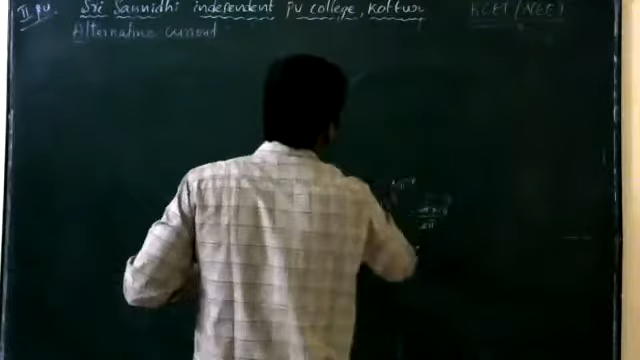 II PU. Sri Sannidhi independent PU college, Kottur KCET/NEET
Alternating current